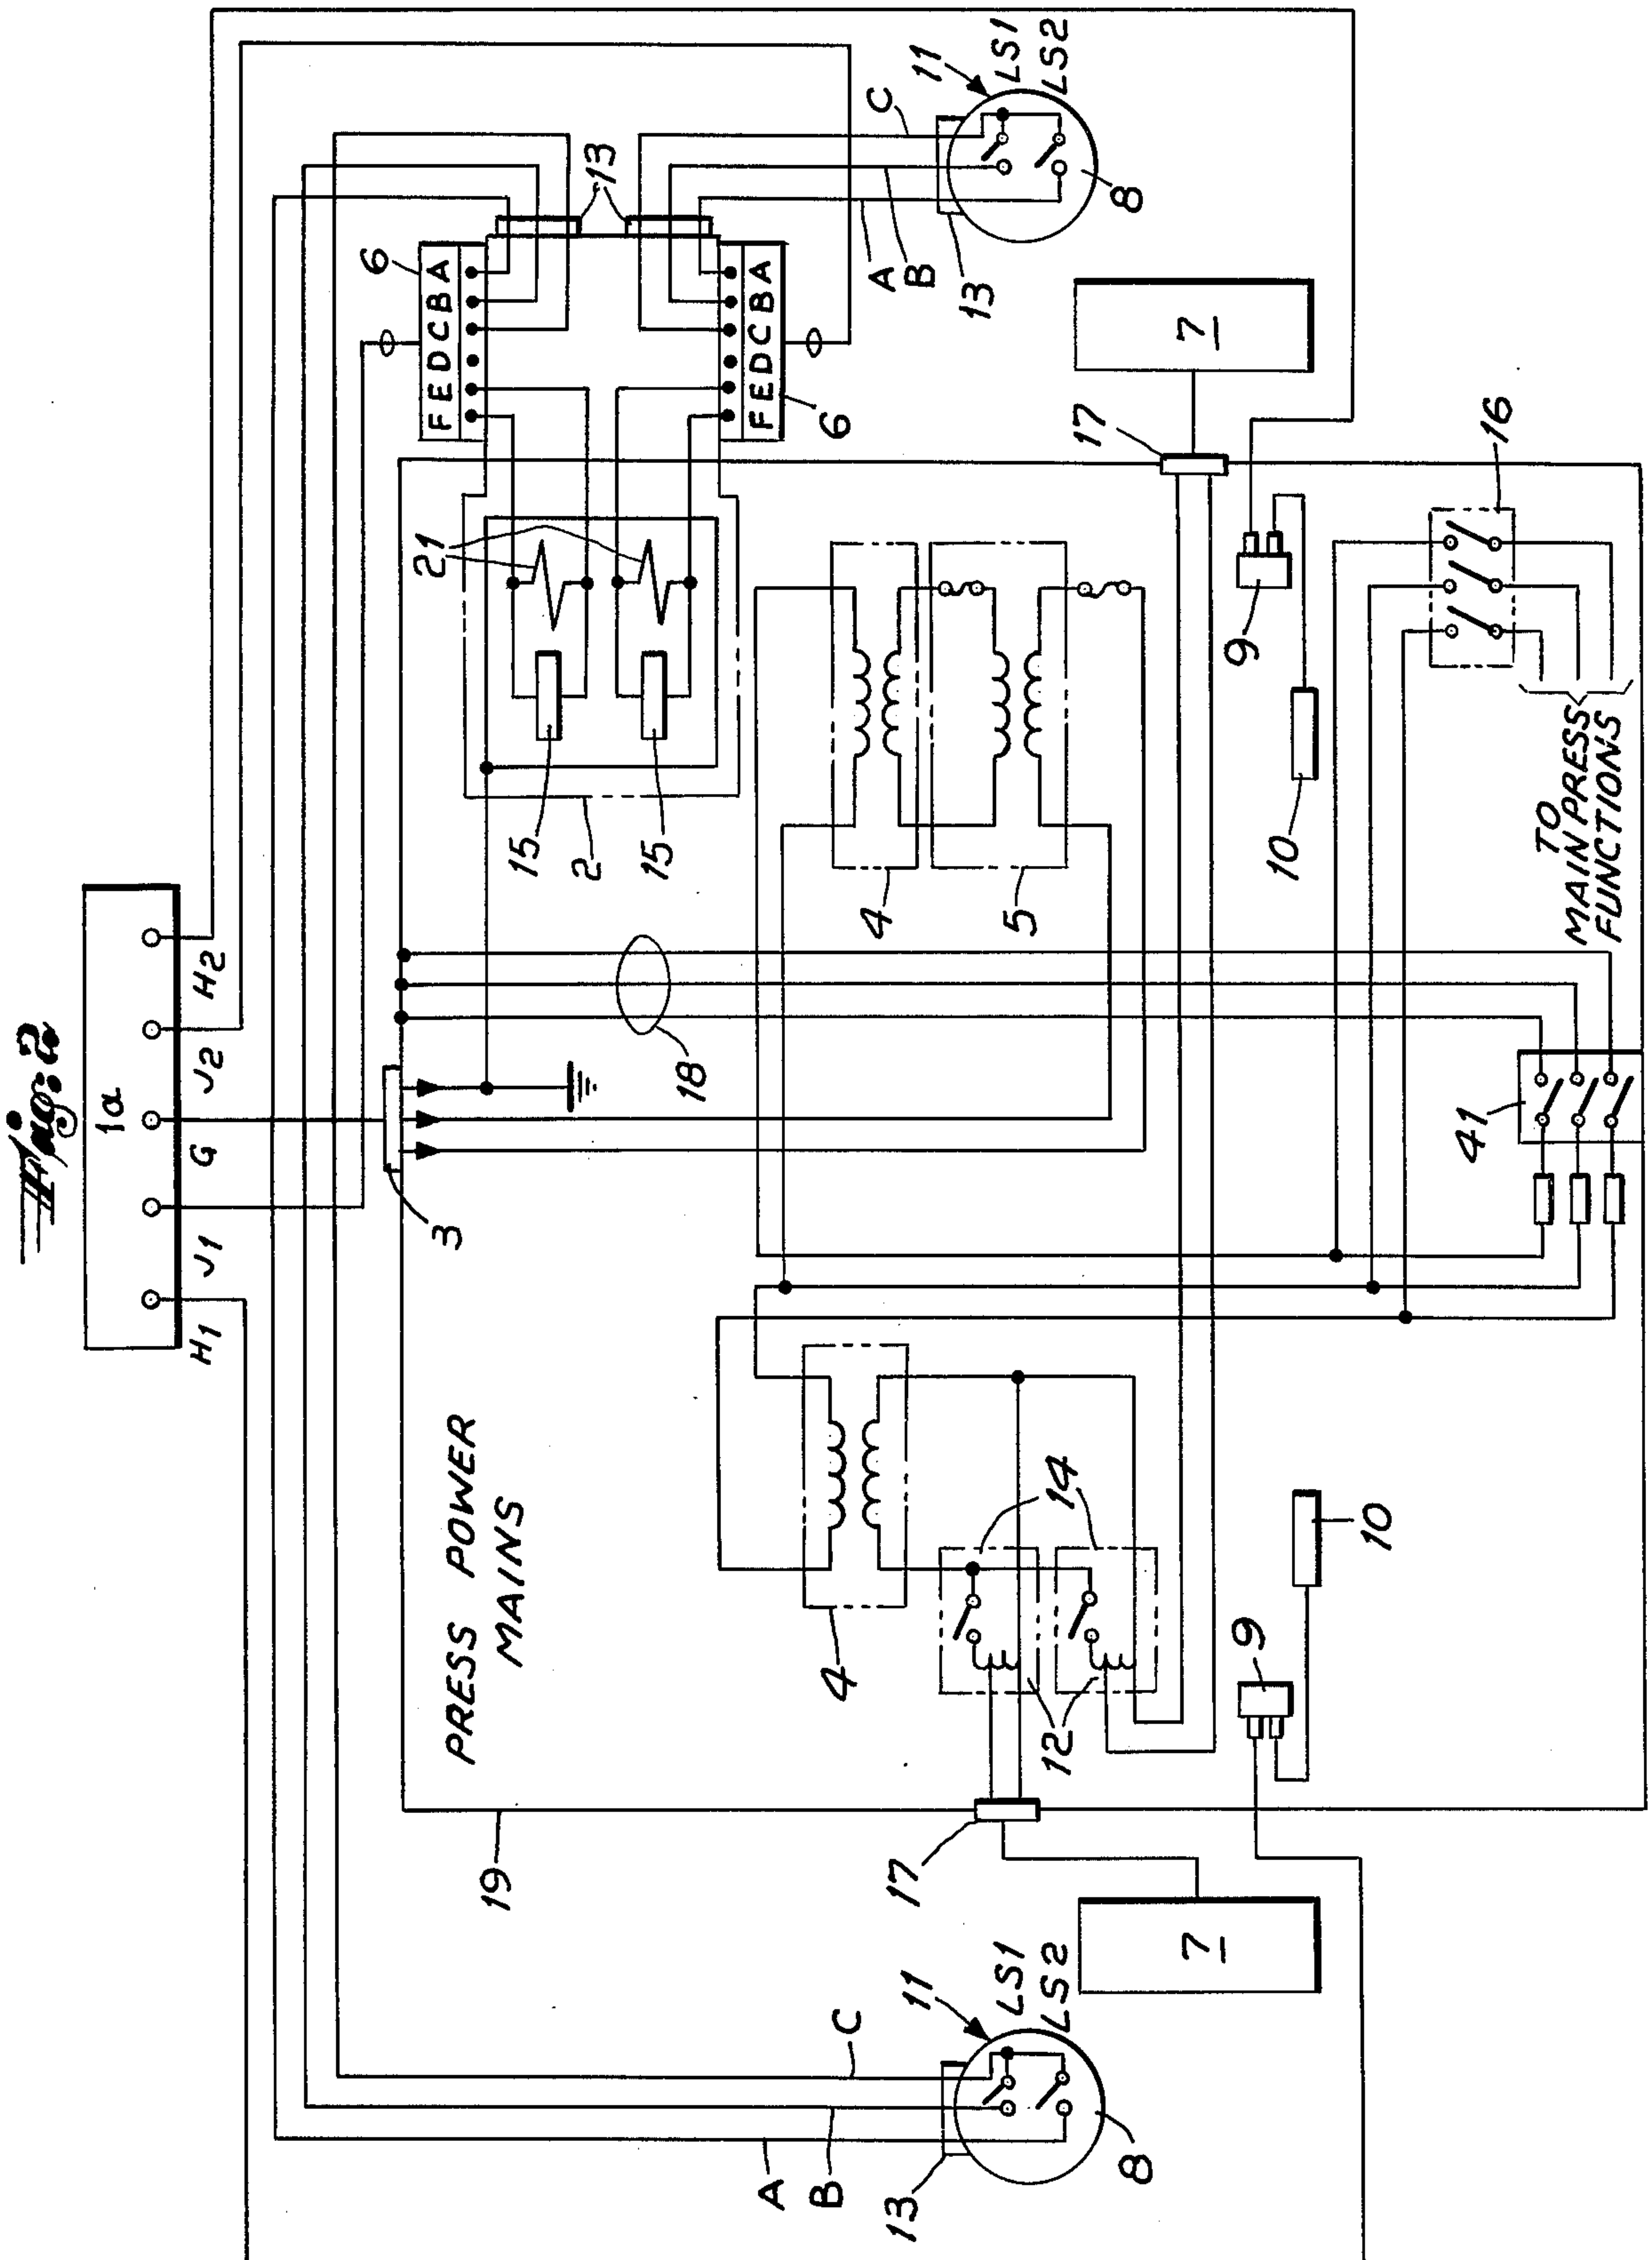 Fig. 2
1a
H1 J1 G J2 H2
3
PRESS POWER
MAINS
19
18
6
F E D C B A
13
F E D C B A
6
21
15
2
15
4
5
4
14
12
17
17
7
7
9
10
9
10
16
TO
MAIN PRESS
FUNCTIONS
41
A
B
C
13
11
LS1
LS2
8
A
B
C
13
11
LS1
LS2
8